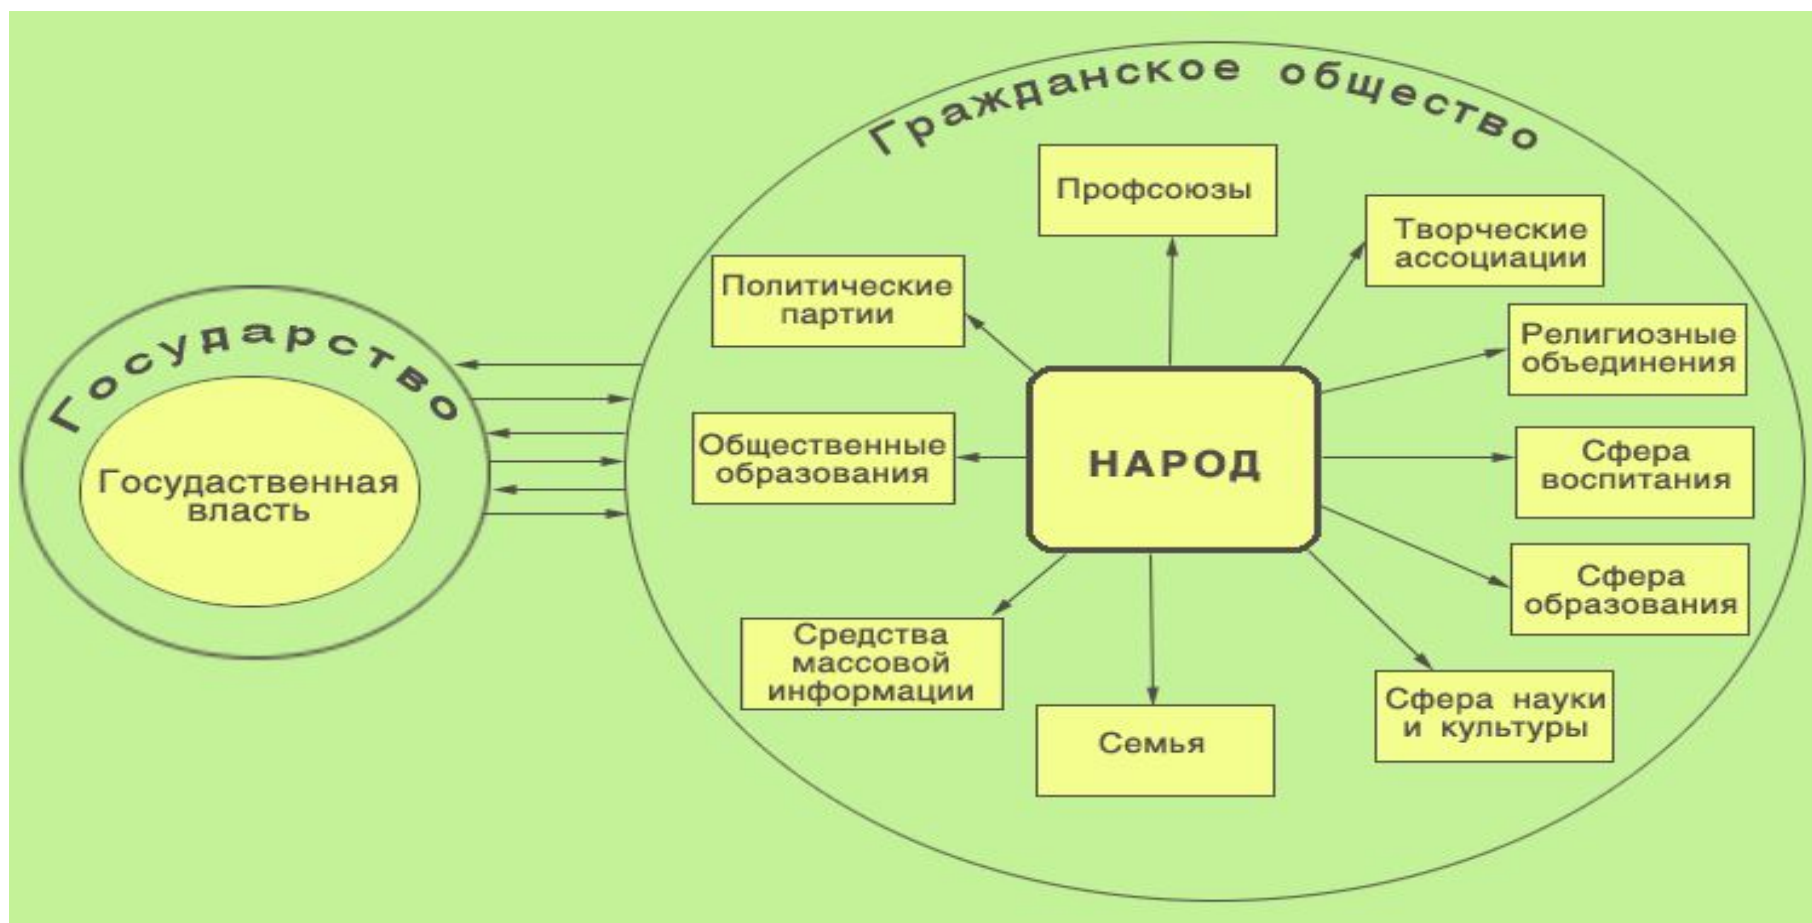 Гражданское общество
Профсоюзы
Творческие
ассоциации
Политические
партии
Религиозные
объединения
Государство
Общественные
образования
НАРОД
Сфера
воспитания
Государственная
власть
Сфера
образования
Средства
массовой
информации
Сфера науки
и культуры
Семья